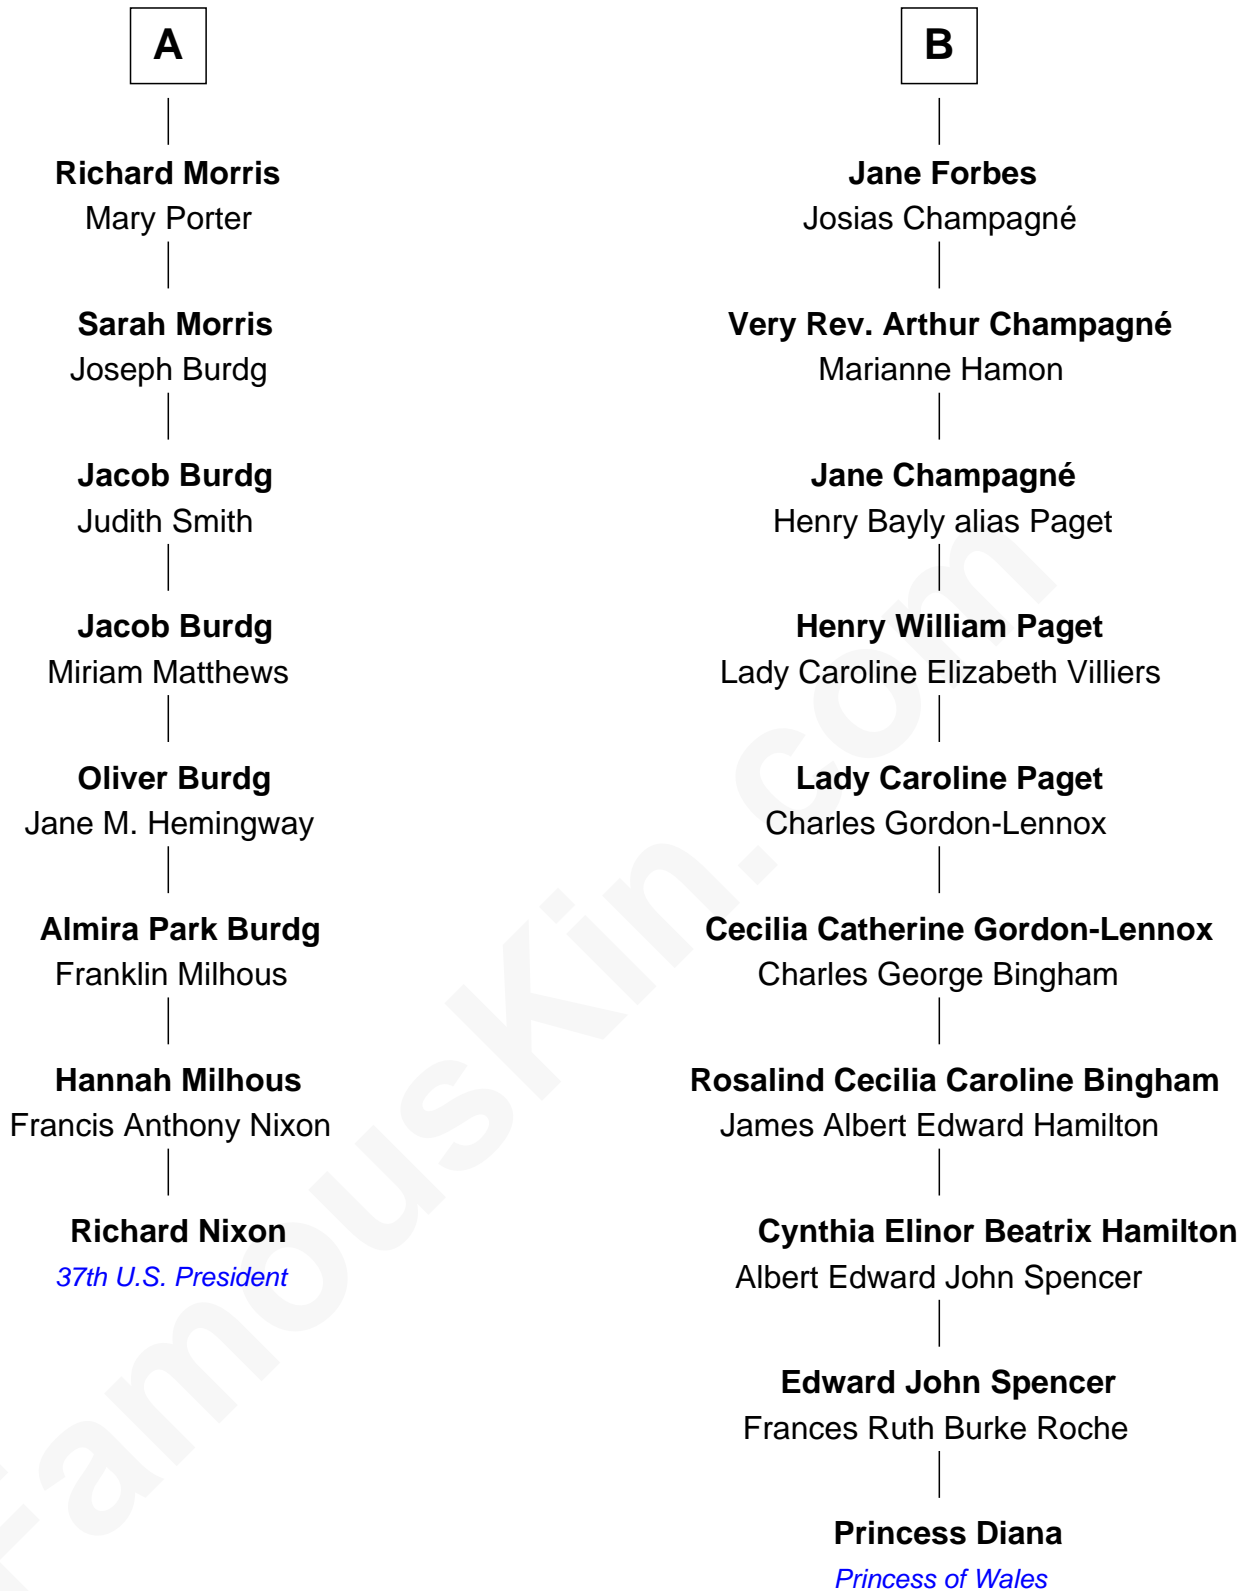 A
Richard Morris
Mary Porter
Sarah Morris
Joseph Burdg
Jacob Burdg
Judith Smith
Jacob Burdg
Miriam Matthews
Oliver Burdg
Jane M. Hemingway
Almira Park Burdg
Franklin Milhous
Hannah Milhous
Francis Anthony Nixon
Richard Nixon
37th U.S. President
B
Jane Forbes
Josias Champagné
Very Rev. Arthur Champagné
Marianne Hamon
Jane Champagné
Henry Bayly alias Paget
Henry William Paget
Lady Caroline Elizabeth Villiers
Lady Caroline Paget
Charles Gordon-Lennox
Cecilia Catherine Gordon-Lennox
Charles George Bingham
Rosalind Cecilia Caroline Bingham
James Albert Edward Hamilton
Cynthia Elinor Beatrix Hamilton
Albert Edward John Spencer
Edward John Spencer
Frances Ruth Burke Roche
Princess Diana
Princess of Wales
FamousKin.com